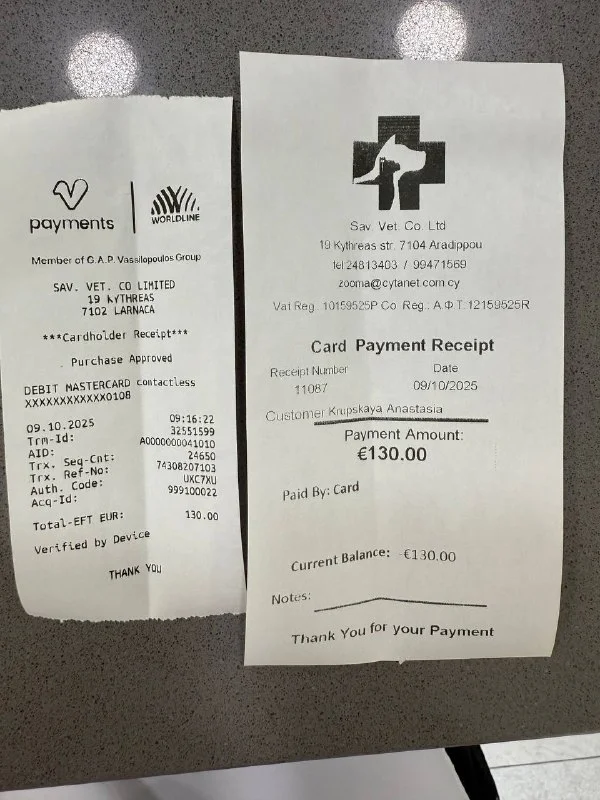 payments
WORLDLINE
Member of G.A.P. Vassilopoulos Group
SAV. VET. CO LIMITED
19 KYTHREAS
7102 LARNACA
***Cardholder Receipt***
Purchase Approved
DEBIT MASTERCARD contactless
XXXXXXXXXXXX0108
09.10.2025 09:16:22
Trm-Id: 32551599
AID: A0000000041010
Trx. Seq-Cnt: 24650
Trx. Ref-No: 74308207103
Auth. Code: UXC7XU
Acq-Id: 999100022
Total-EFT EUR: 130.00
Verified by Device
THANK YOU
Sav. Vet. Co. Ltd
19 Kythreas str. 7104 Aradippou
tel:24813403 / 99471569
zooma@cytanet.com.cy
Vat Reg. 10159525P Co. Reg.: Α.Φ.Τ.12159525R
Card Payment Receipt
Receipt Number Date
11087 09/10/2025
Customer Krupskaya Anastasia
Payment Amount:
€130.00
Paid By: Card
Current Balance: -€130.00
Notes:
Thank You for your Payment